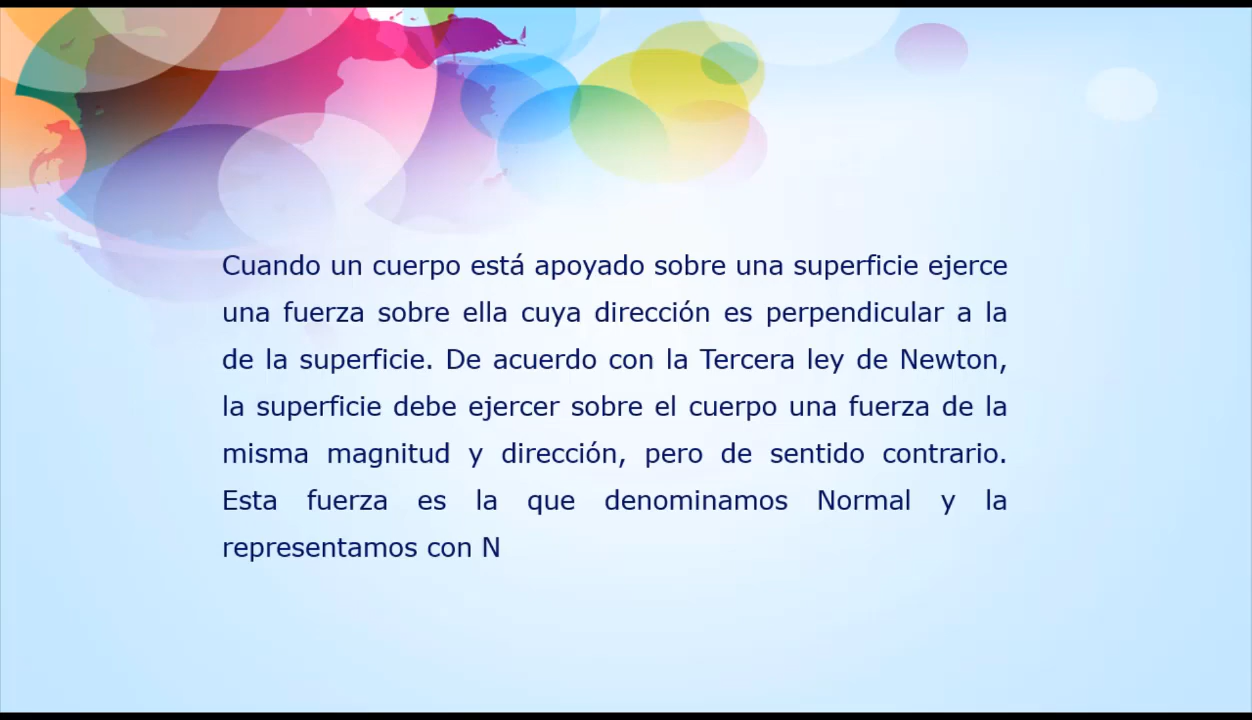 Cuando un cuerpo está apoyado sobre una superficie ejerce
una fuerza sobre ella cuya dirección es perpendicular a la
de la superficie. De acuerdo con la Tercera ley de Newton,
la superficie debe ejercer sobre el cuerpo una fuerza de la
misma magnitud y dirección, pero de sentido contrario.
Esta fuerza es la que denominamos Normal y la
representamos con N